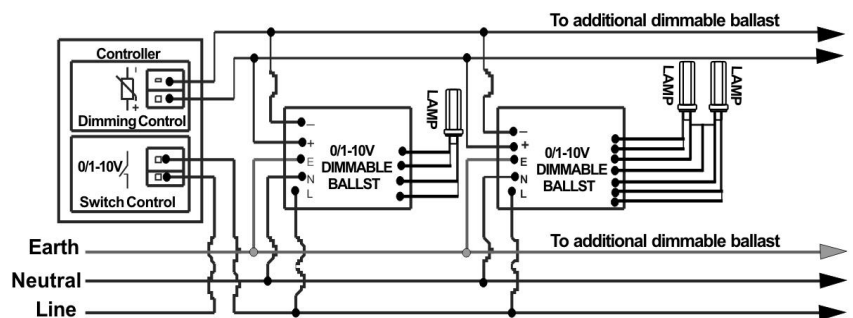 To additional dimmable ballast
Controller
Dimming Control
0/1-10V
Switch Control
−
+
E
N
L
0/1-10V
DIMMABLE
BALLST
LAMP
−
+
E
N
L
0/1-10V
DIMMABLE
BALLST
LAMP
LAMP
Earth
To additional dimmable ballast
Neutral
Line